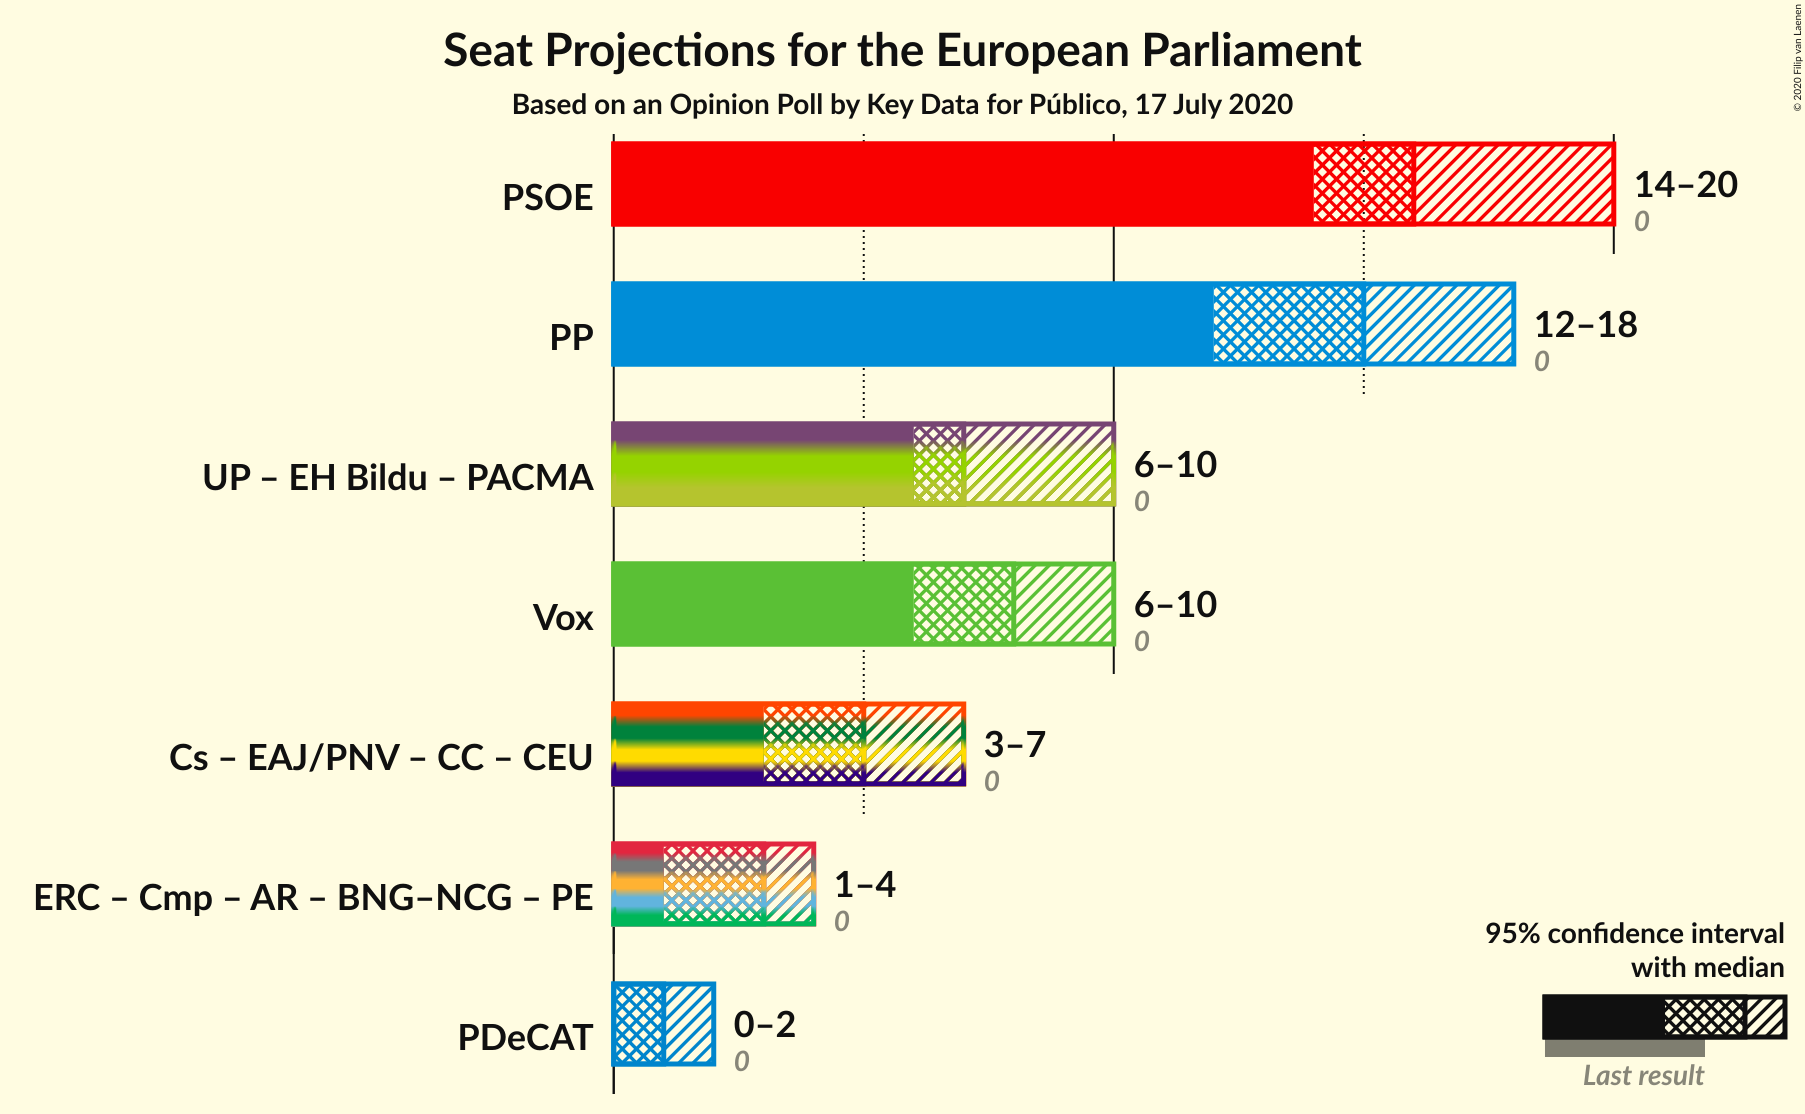 Seat Projections for the European Parliament
Based on an Opinion Poll by Key Data for Público, 17 July 2020
© 2020 Filip van Laenen
PSOE
14–20
0
PP
12–18
0
UP – EH Bildu – PACMA
6–10
0
Vox
6–10
0
Cs – EAJ/PNV – CC – CEU
3–7
0
ERC – Cmp – AR – BNG–NCG – PE
1–4
0
PDeCAT
0–2
0
95% confidence interval
with median
Last result